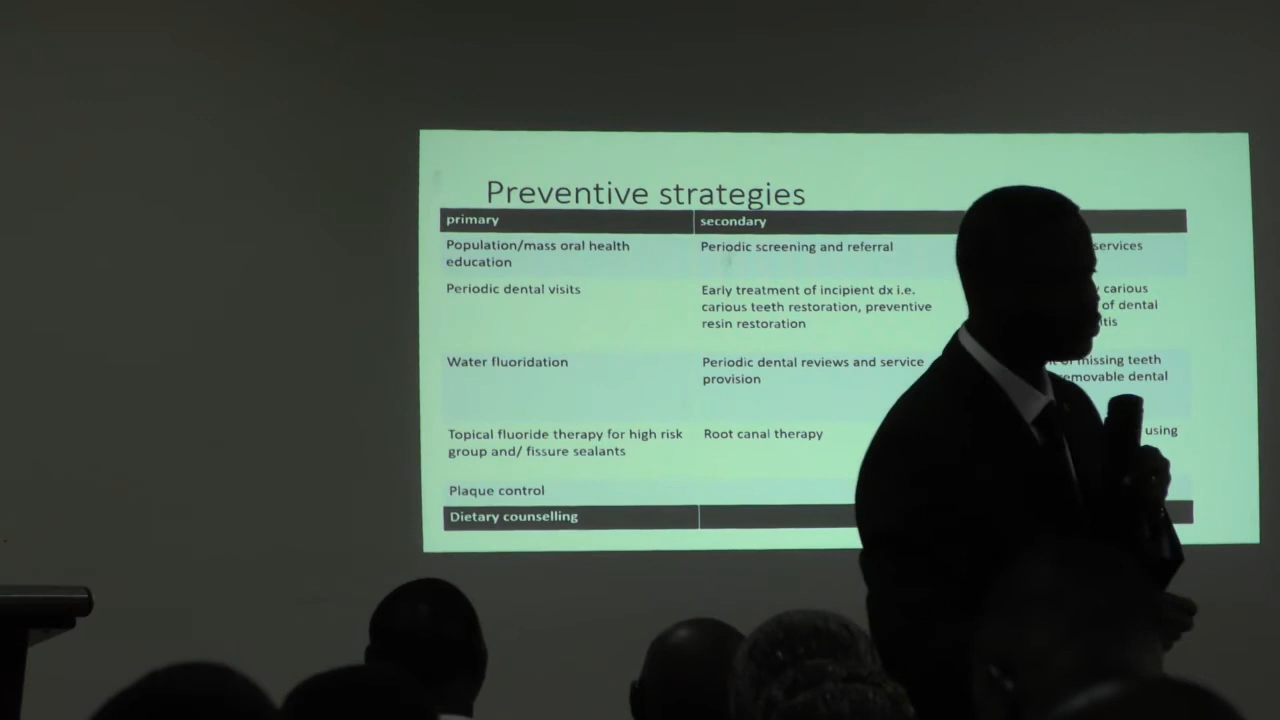 Preventive strategies
primary
secondary
Population/mass oral health
education
Periodic screening and referral
services
Periodic dental visits
Early treatment of incipient dx i.e.
carious teeth restoration, preventive
resin restoration
carious
of dental
Water fluoridation
Periodic dental reviews and service
provision
missing teeth
removable dental
Topical fluoride therapy for high risk
group and/ fissure sealants
Root canal therapy
using
Plaque control
Dietary counselling